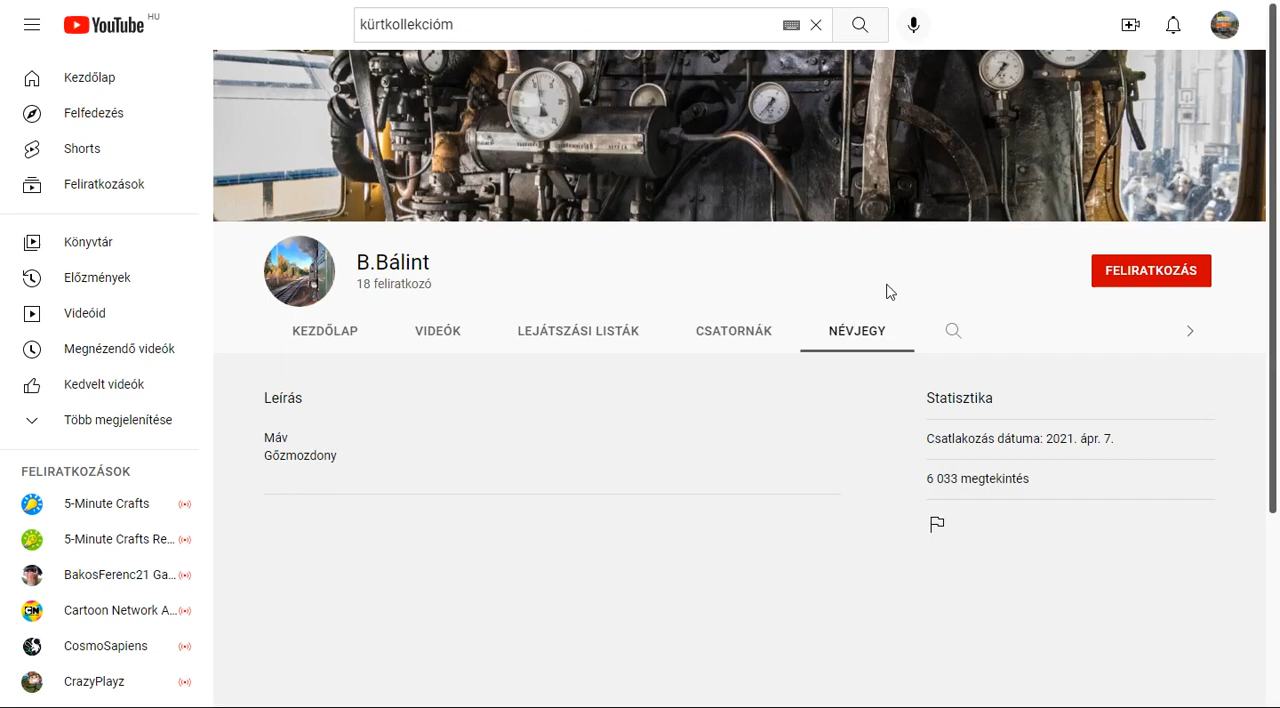 YouTube HU
kürtkollekcióm
Kezdőlap
Felfedezés
Shorts
Feliratkozások
Könyvtár
Előzmények
Videóid
Megnézendő videók
Kedvelt videók
Több megjelenítése
FELIRATKOZÁSOK
5-Minute Crafts
5-Minute Crafts Re...
BakosFerenc21 Ga...
Cartoon Network A...
CosmoSapiens
CrazyPlayz
B.Bálint
18 feliratkozó
FELIRATKOZÁS
KEZDŐLAP VIDEÓK LEJÁTSZÁSI LISTÁK CSATORNÁK NÉVJEGY
Leírás
Máv
Gőzmozdony
Statisztika
Csatlakozás dátuma: 2021. ápr. 7.
6 033 megtekintés